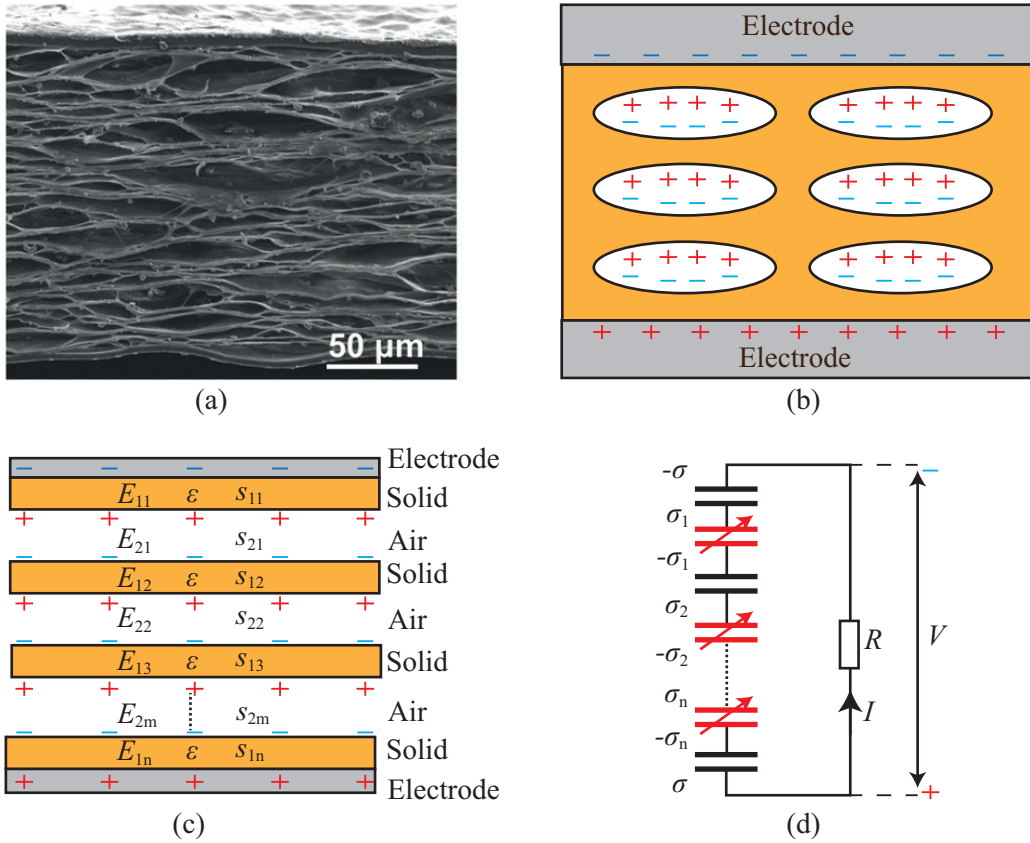 50 μm
(a)
Electrode
− − − − − − − − −
+ + + + + + + +
− − − − − − − −
+ + + + + + + +
− − − − − − − −
+ + + + + + + +
− − − − − − − −
+ + + + + + + + +
Electrode
(b)
− − − − − Electrode
E₁₁ ε s₁₁ Solid
+ + + + +
E₂₁ s₂₁ Air
− − − − −
E₁₂ ε s₁₂ Solid
+ + + + +
E₂₂ s₂₂ Air
− − − − −
E₁₃ ε s₁₃ Solid
+ + + + +
E₂ₘ s₂ₘ Air
− − − − −
E₁ₙ ε s₁ₙ Solid
+ + + + + Electrode
(c)
-σ −
σ₁
-σ₁
σ₂
-σ₂
R V
σₙ
I
-σₙ
σ +
(d)